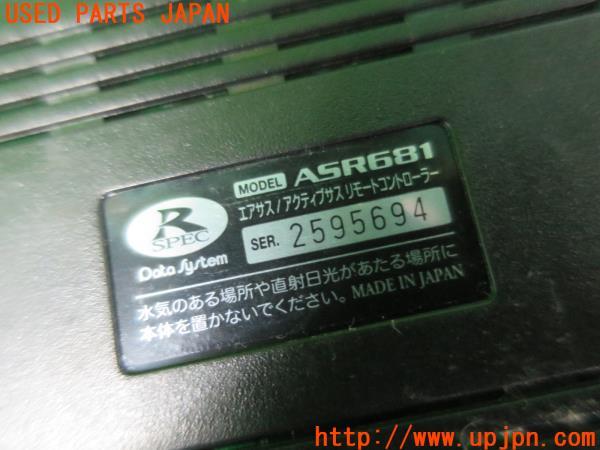 USED PARTS JAPAN
MODEL ASR681
エアサス/アクティブサスリモートコントローラー
R SPEC
SER. 2595694
Data System
水気のある場所や直射日光があたる場所に
本体を置かないでください。 MADE IN JAPAN
UPJ
http://www.upjpn.com